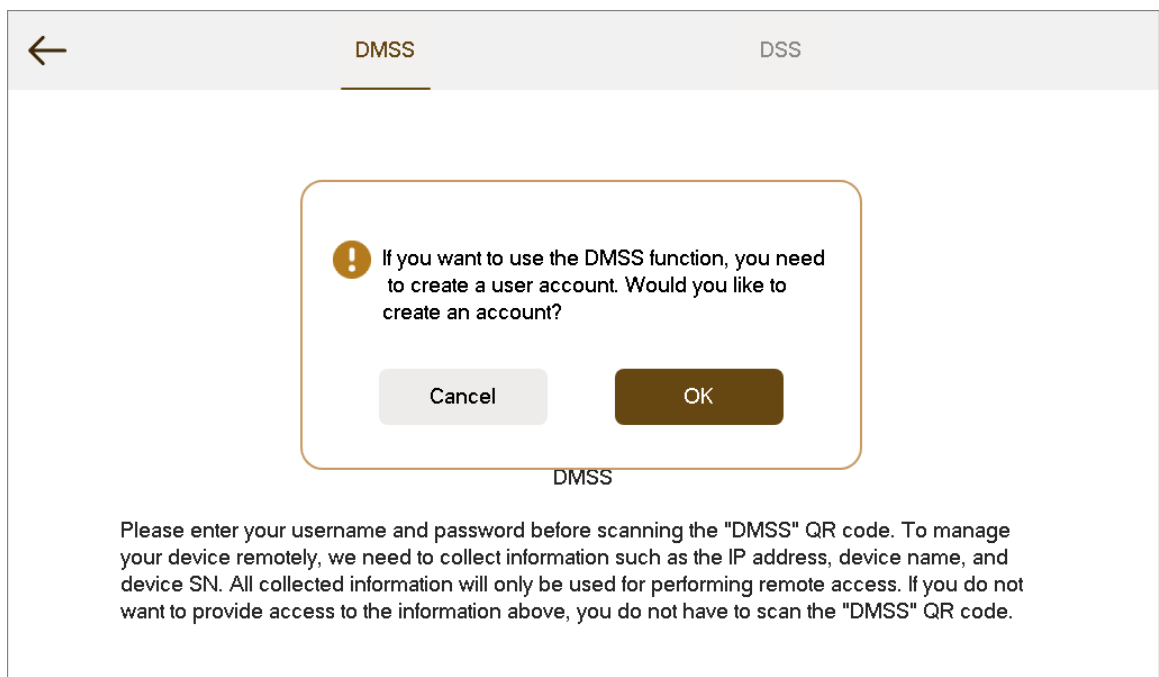 DMSS
DSS
If you want to use the DMSS function, you need
to create a user account. Would you like to
create an account?
Cancel
OK
DMSS
Please enter your username and password before scanning the "DMSS" QR code. To manage
your device remotely, we need to collect information such as the IP address, device name, and
device SN. All collected information will only be used for performing remote access. If you do not
want to provide access to the information above, you do not have to scan the "DMSS" QR code.